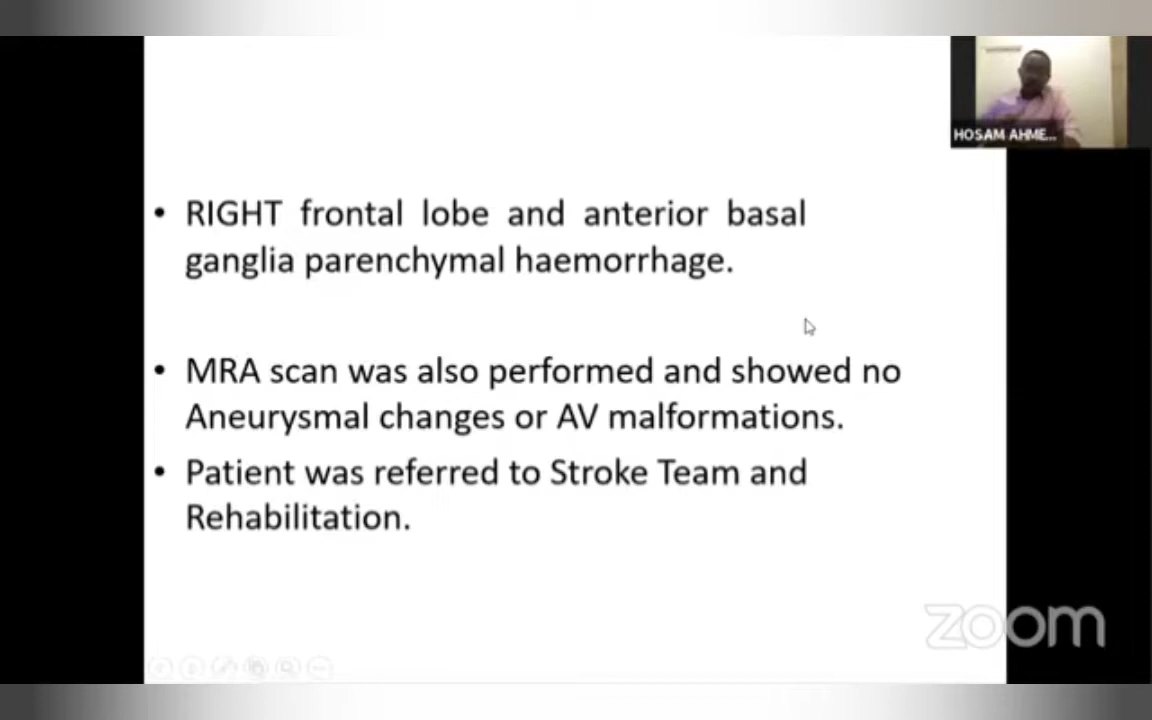 HOSAM AHME...
• RIGHT frontal lobe and anterior basal
ganglia parenchymal haemorrhage.
• MRA scan was also performed and showed no
Aneurysmal changes or AV malformations.
• Patient was referred to Stroke Team and
Rehabilitation.
zoom